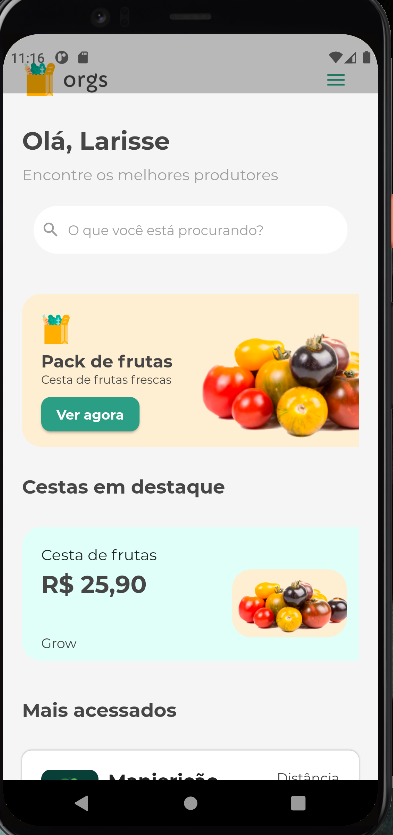 11:16
orgs
Olá, Larisse
Encontre os melhores produtores
O que você está procurando?
Pack de frutas
Cesta de frutas frescas
Ver agora
Cestas em destaque
Cesta de frutas
R$ 25,90
Grow
Mais acessados
Manjericão
Distância